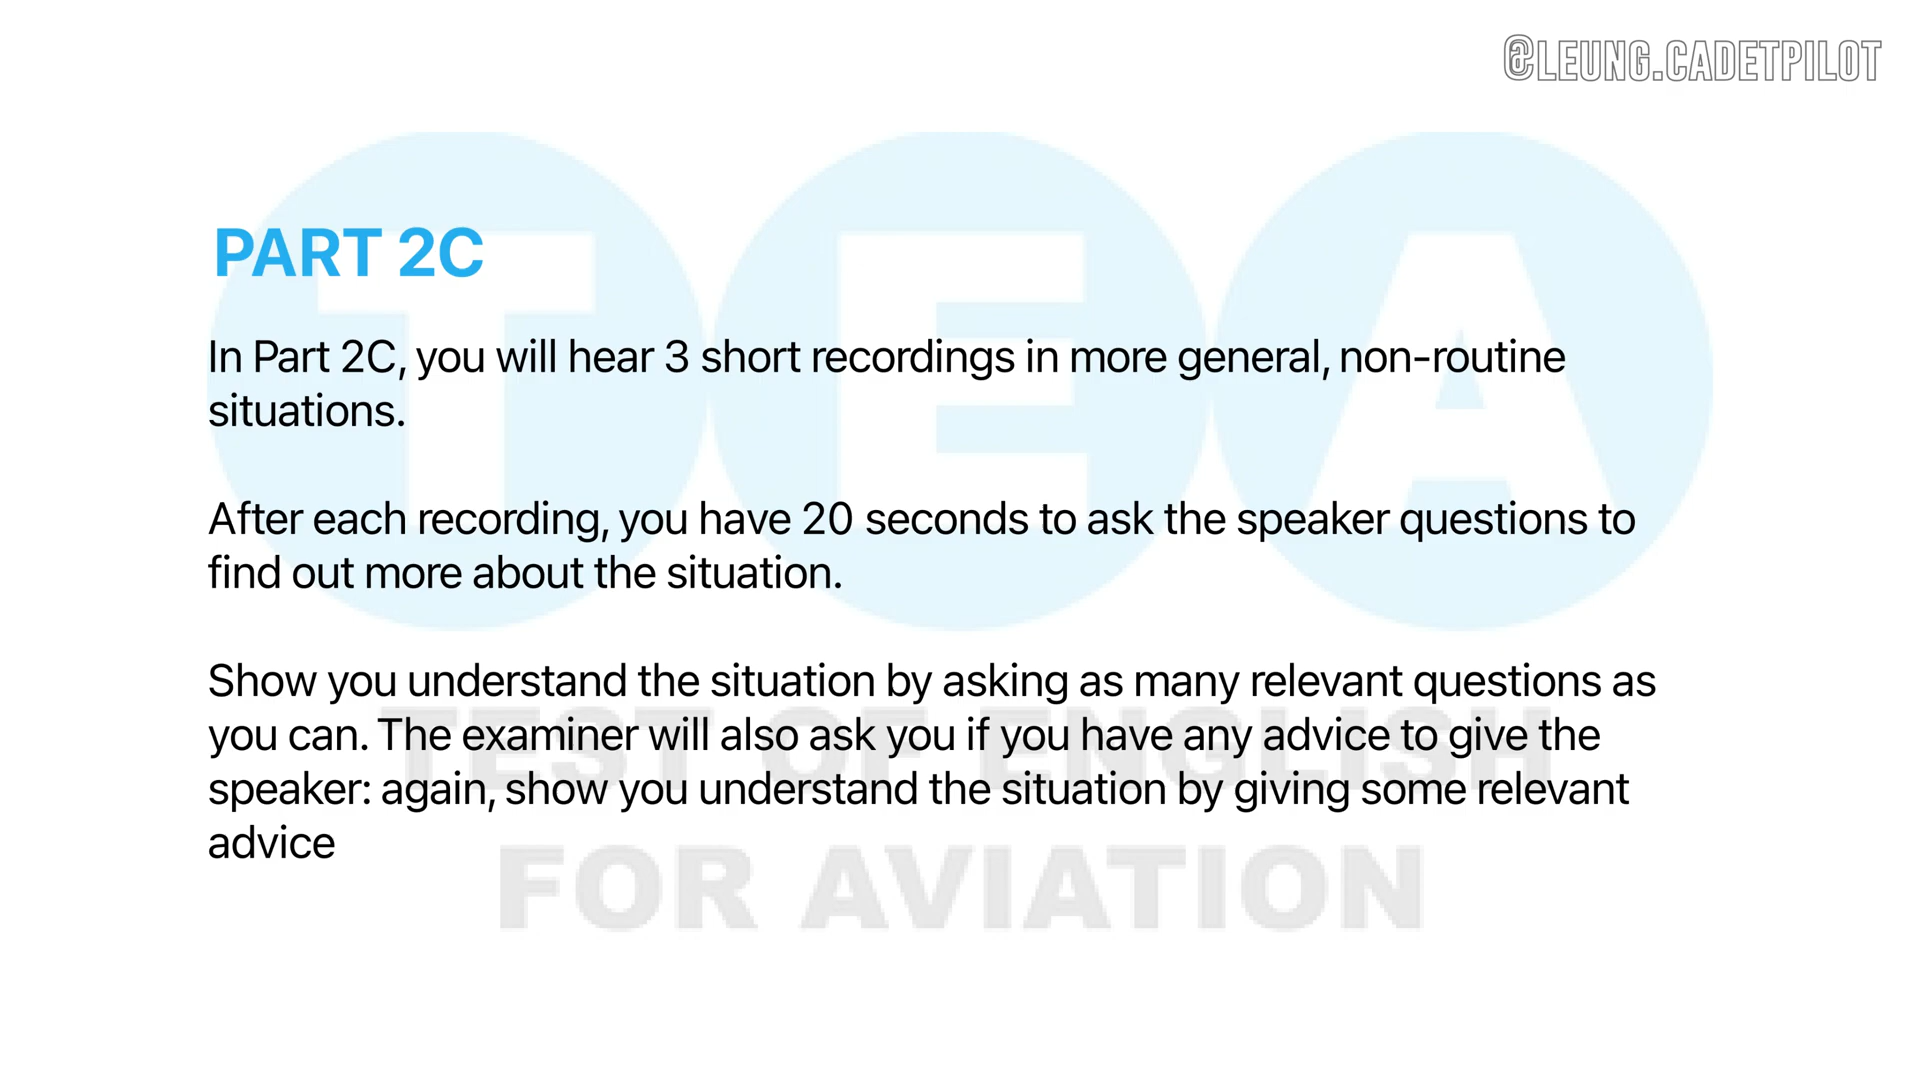 @LEUNG.CADETPILOT
PART 2C
In Part 2C, you will hear 3 short recordings in more general, non-routine
situations.
After each recording, you have 20 seconds to ask the speaker questions to
find out more about the situation.
Show you understand the situation by asking as many relevant questions as
you can. The examiner will also ask you if you have any advice to give the
speaker: again, show you understand the situation by giving some relevant
advice
TEA
TEST OF ENGLISH
FOR AVIATION